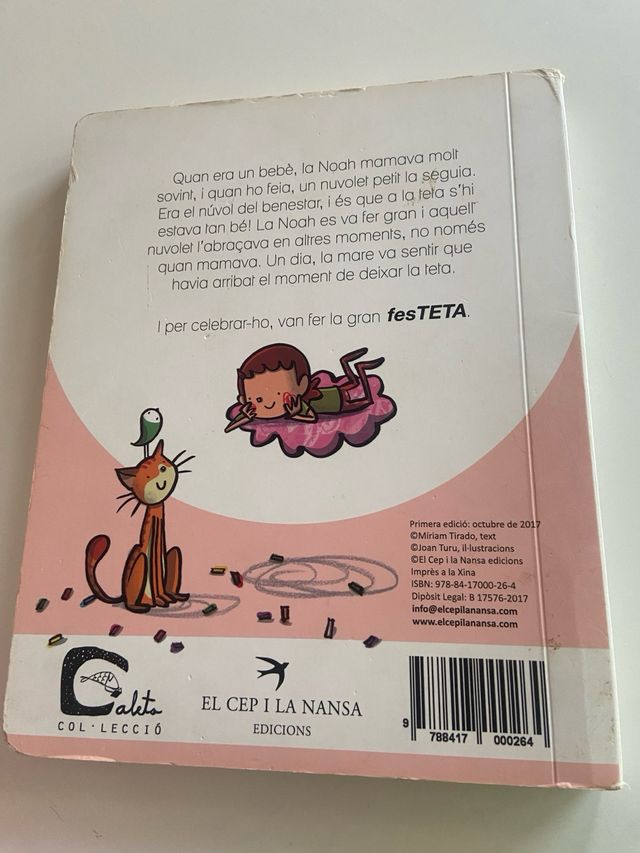 Quan era un bebè, la Noah mamava molt
sovint, i quan ho feia, un nuvolet petit la seguia.
Era el núvol del benestar, i és que a la teta s'hi
estava tan bé! La Noah es va fer gran i aquell
nuvolet l'abraçava en altres moments, no només
quan mamava. Un dia, la mare va sentir que
havia arribat el moment de deixar la teta.
I per celebrar-ho, van fer la gran fesTETA.
Primera edició: octubre de 2017
©Míriam Tirado, text
©Joan Turu, il·lustracions
©El Cep i la Nansa edicions
Imprès a la Xina
ISBN: 978-84-17000-26-4
Dipòsit Legal: B 17576-2017
info@elcepilanansa.com
www.elcepilanansa.com
Caleta
COL·LECCIÓ
EL CEP I LA NANSA
EDICIONS
9 788417 000264